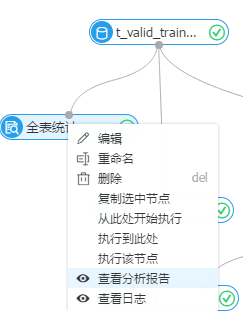 t_valid_train...
全表统计
编辑
重命名
删除 del
复制选中节点
从此处开始执行
执行到此处
执行该节点
查看分析报告
查看日志